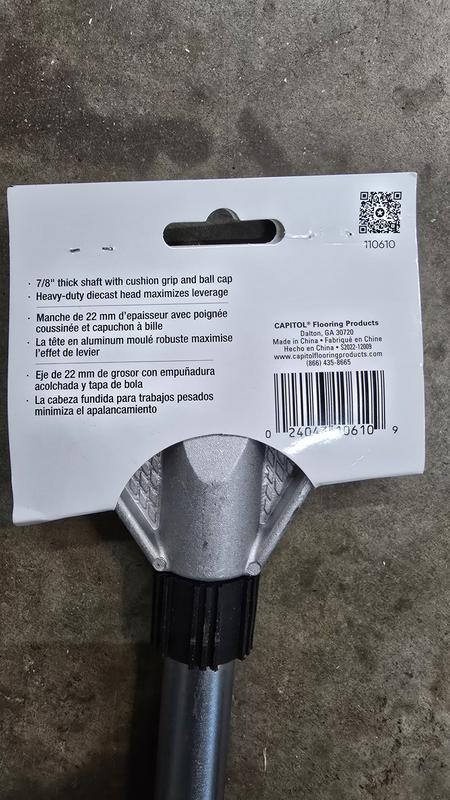 110610
· 7/8" thick shaft with cushion grip and ball cap
· Heavy-duty diecast head maximizes leverage
· Manche de 22 mm d'epaisseur avec poignée
coussinée et capuchon à bille
· La tête en aluminum moulé robuste maximise
l'effet de levier
· Eje de 22 mm de grosor con empuñadura
acolchada y tapa de bola
· La cabeza fundida para trabajos pesados
minimiza el apalancamiento
CAPITOL® Flooring Products
Dalton, GA 30720
Made in China • Fabriqué en Chine
Hecho en China • 52022-12009
www.capitolflooringproducts.com
(866) 435-8665
0 24043 10610 9